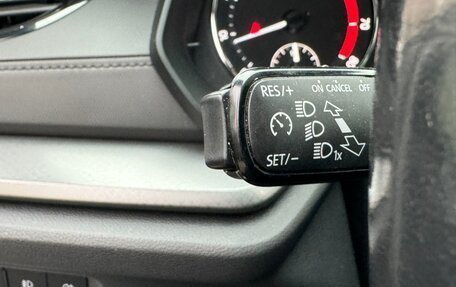 RES/+ ON CANCEL OFF
1x
SET/−